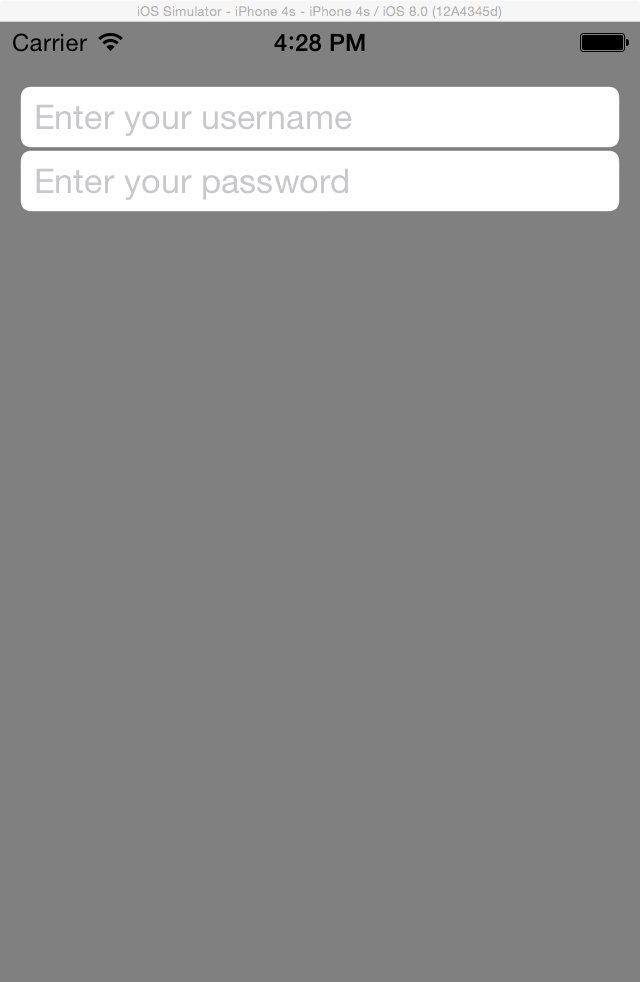 iOS Simulator - iPhone 4s - iPhone 4s / iOS 8.0 (12A4345d)
Carrier 4:28 PM
Enter your username
Enter your password